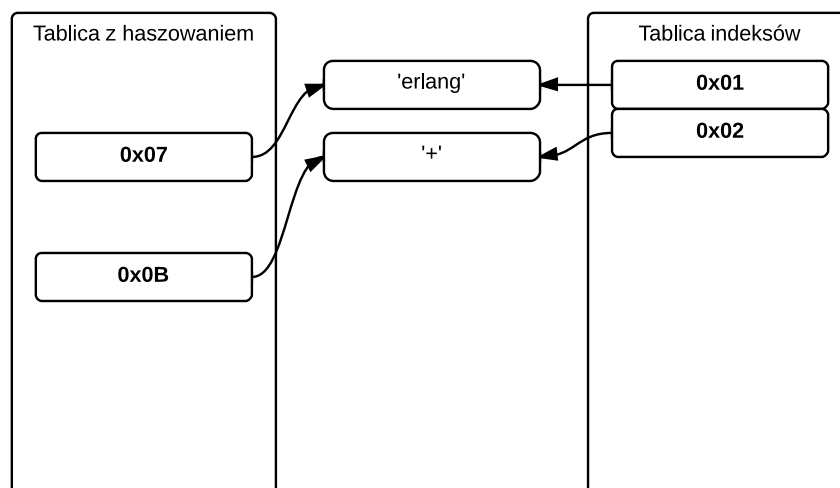 Tablica z haszowaniem
Tablica indeksów
'erlang'
0x01
0x02
0x07
'+'
0x0B